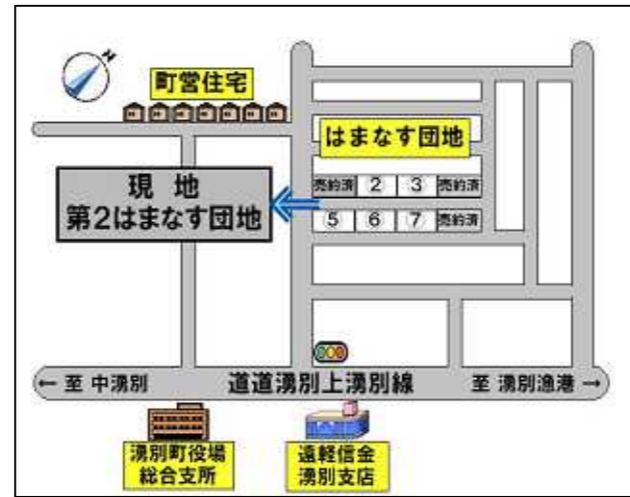 N
町営住宅
はまなす団地
現 地
第2はまなす団地
売約済 2 3 売約済
5 6 7 売約済
← 至 中湧別
道道湧別上湧別線
至 湧別漁港 →
湧別町役場
総合支所
遠軽信金
湧別支店